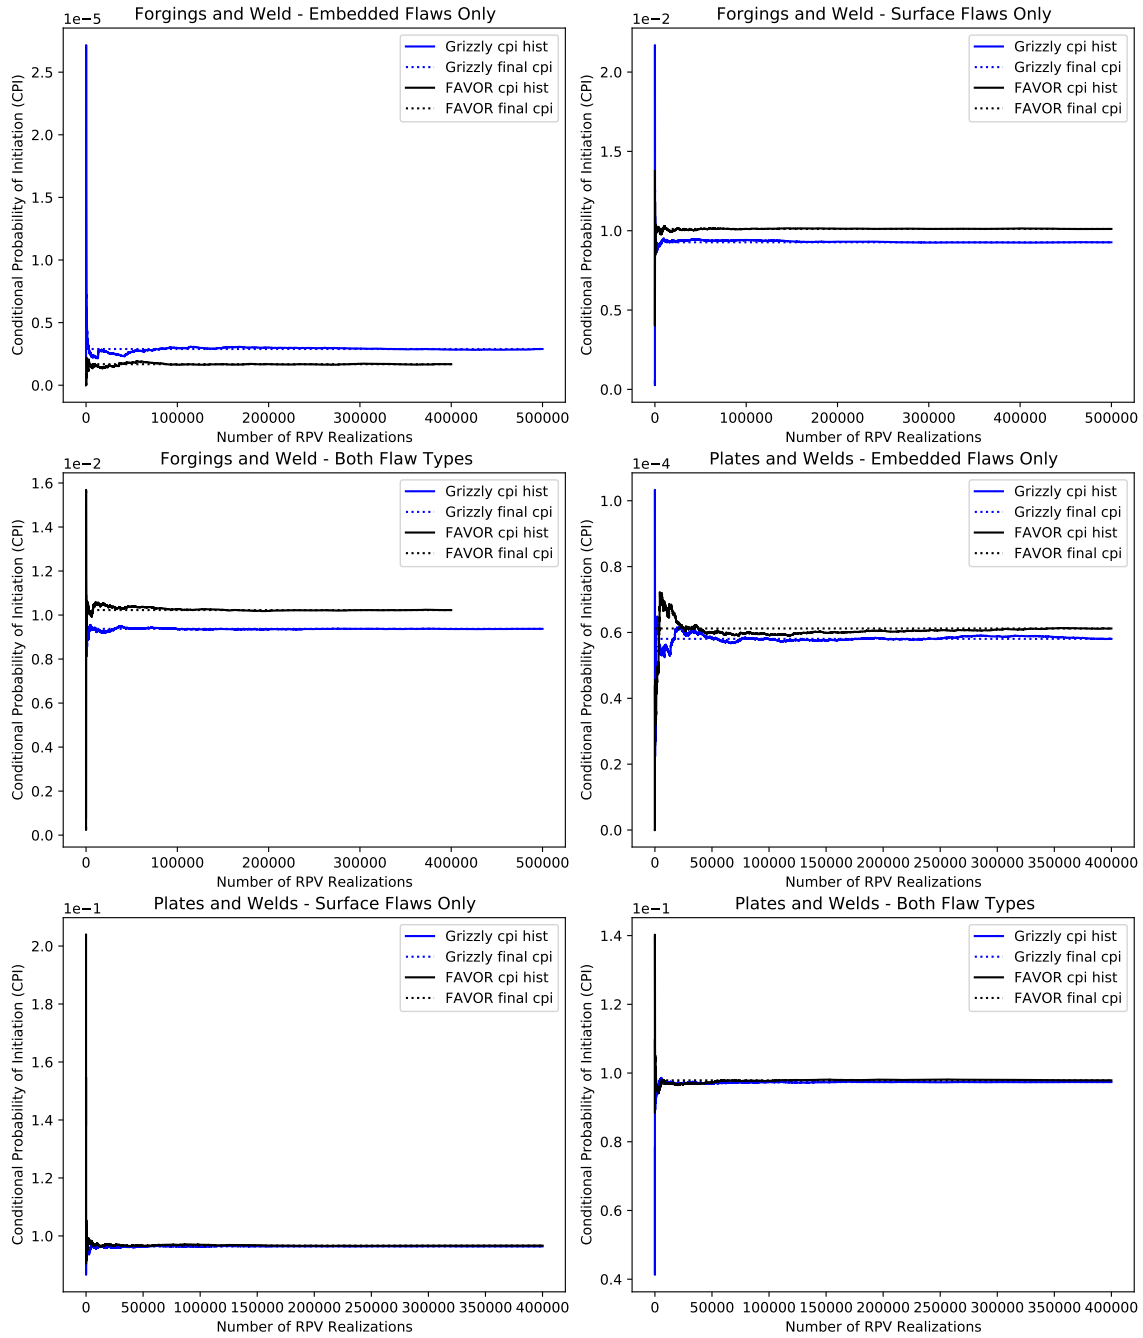 Forgings and Weld - Embedded Flaws Only
1e−5
Conditional Probability of Initiation (CPI)
2.5
2.0
1.5
1.0
0.5
0.0
Grizzly cpi hist
Grizzly final cpi
FAVOR cpi hist
FAVOR final cpi
0 100000 200000 300000 400000 500000
Number of RPV Realizations
Forgings and Weld - Surface Flaws Only
1e−2
Conditional Probability of Initiation (CPI)
2.0
1.5
1.0
0.5
0.0
Grizzly cpi hist
Grizzly final cpi
FAVOR cpi hist
FAVOR final cpi
0 100000 200000 300000 400000 500000
Number of RPV Realizations
Forgings and Weld - Both Flaw Types
1e−2
Conditional Probability of Initiation (CPI)
1.6
1.4
1.2
1.0
0.8
0.6
0.4
0.2
0.0
Grizzly cpi hist
Grizzly final cpi
FAVOR cpi hist
FAVOR final cpi
0 100000 200000 300000 400000 500000
Number of RPV Realizations
Plates and Welds - Embedded Flaws Only
1e−4
Conditional Probability of Initiation (CPI)
1.0
0.8
0.6
0.4
0.2
0.0
Grizzly cpi hist
Grizzly final cpi
FAVOR cpi hist
FAVOR final cpi
0 50000 100000 150000 200000 250000 300000 350000 400000
Number of RPV Realizations
Plates and Welds - Surface Flaws Only
1e−1
Conditional Probability of Initiation (CPI)
2.0
1.8
1.6
1.4
1.2
1.0
Grizzly cpi hist
Grizzly final cpi
FAVOR cpi hist
FAVOR final cpi
0 50000 100000 150000 200000 250000 300000 350000 400000
Number of RPV Realizations
Plates and Welds - Both Flaw Types
1e−1
Conditional Probability of Initiation (CPI)
1.4
1.2
1.0
0.8
0.6
0.4
Grizzly cpi hist
Grizzly final cpi
FAVOR cpi hist
FAVOR final cpi
0 50000 100000 150000 200000 250000 300000 350000 400000
Number of RPV Realizations